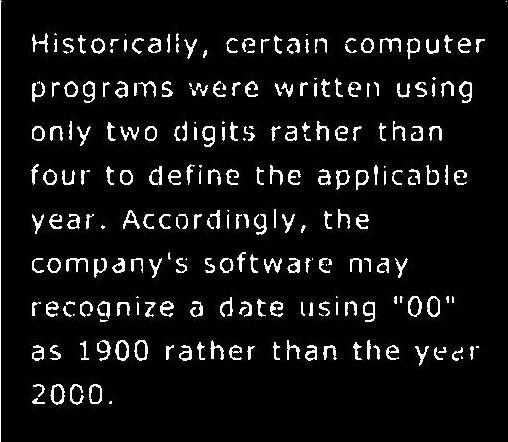 Historically, certain computer
programs were written using
only two digits rather than
four to define the applicable
year. Accordingly, the
company's software may
recognize a date using "00"
as 1900 rather than the year
2000.